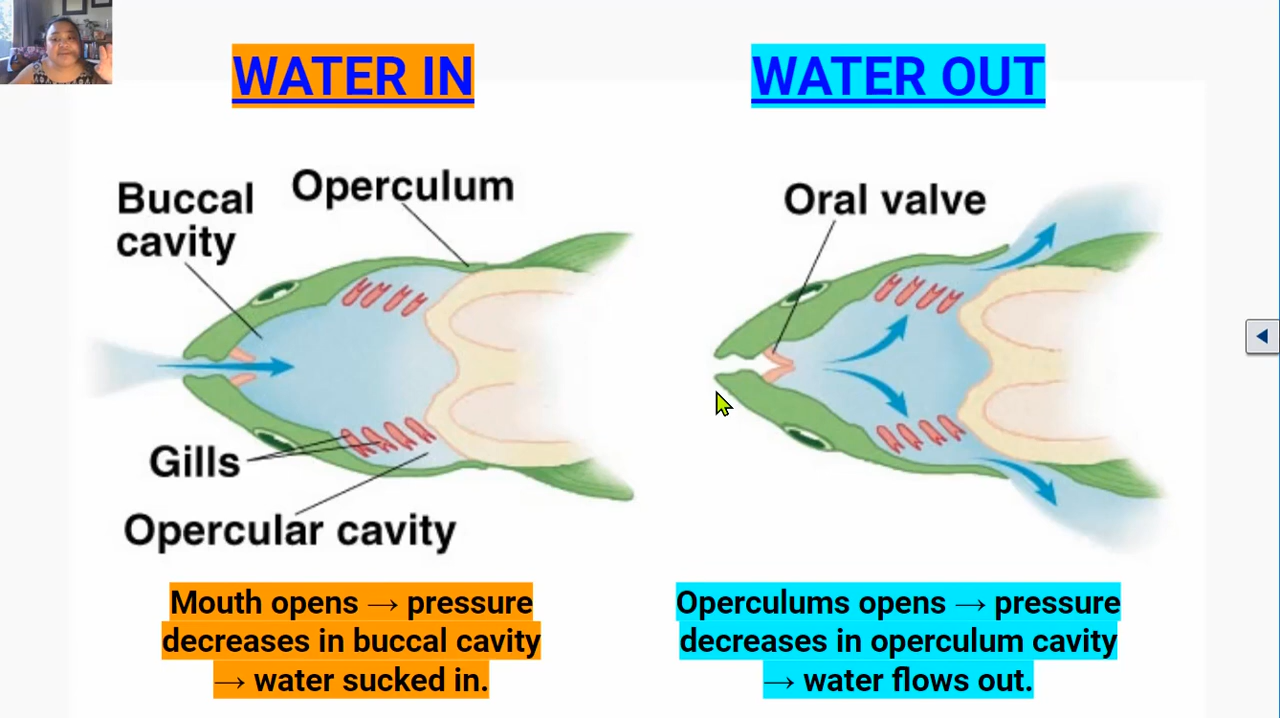 WATER IN
WATER OUT
Buccal
cavity
Operculum
Oral valve
Gills
Opercular cavity
Mouth opens → pressure
decreases in buccal cavity
→ water sucked in.
Operculums opens → pressure
decreases in operculum cavity
→ water flows out.